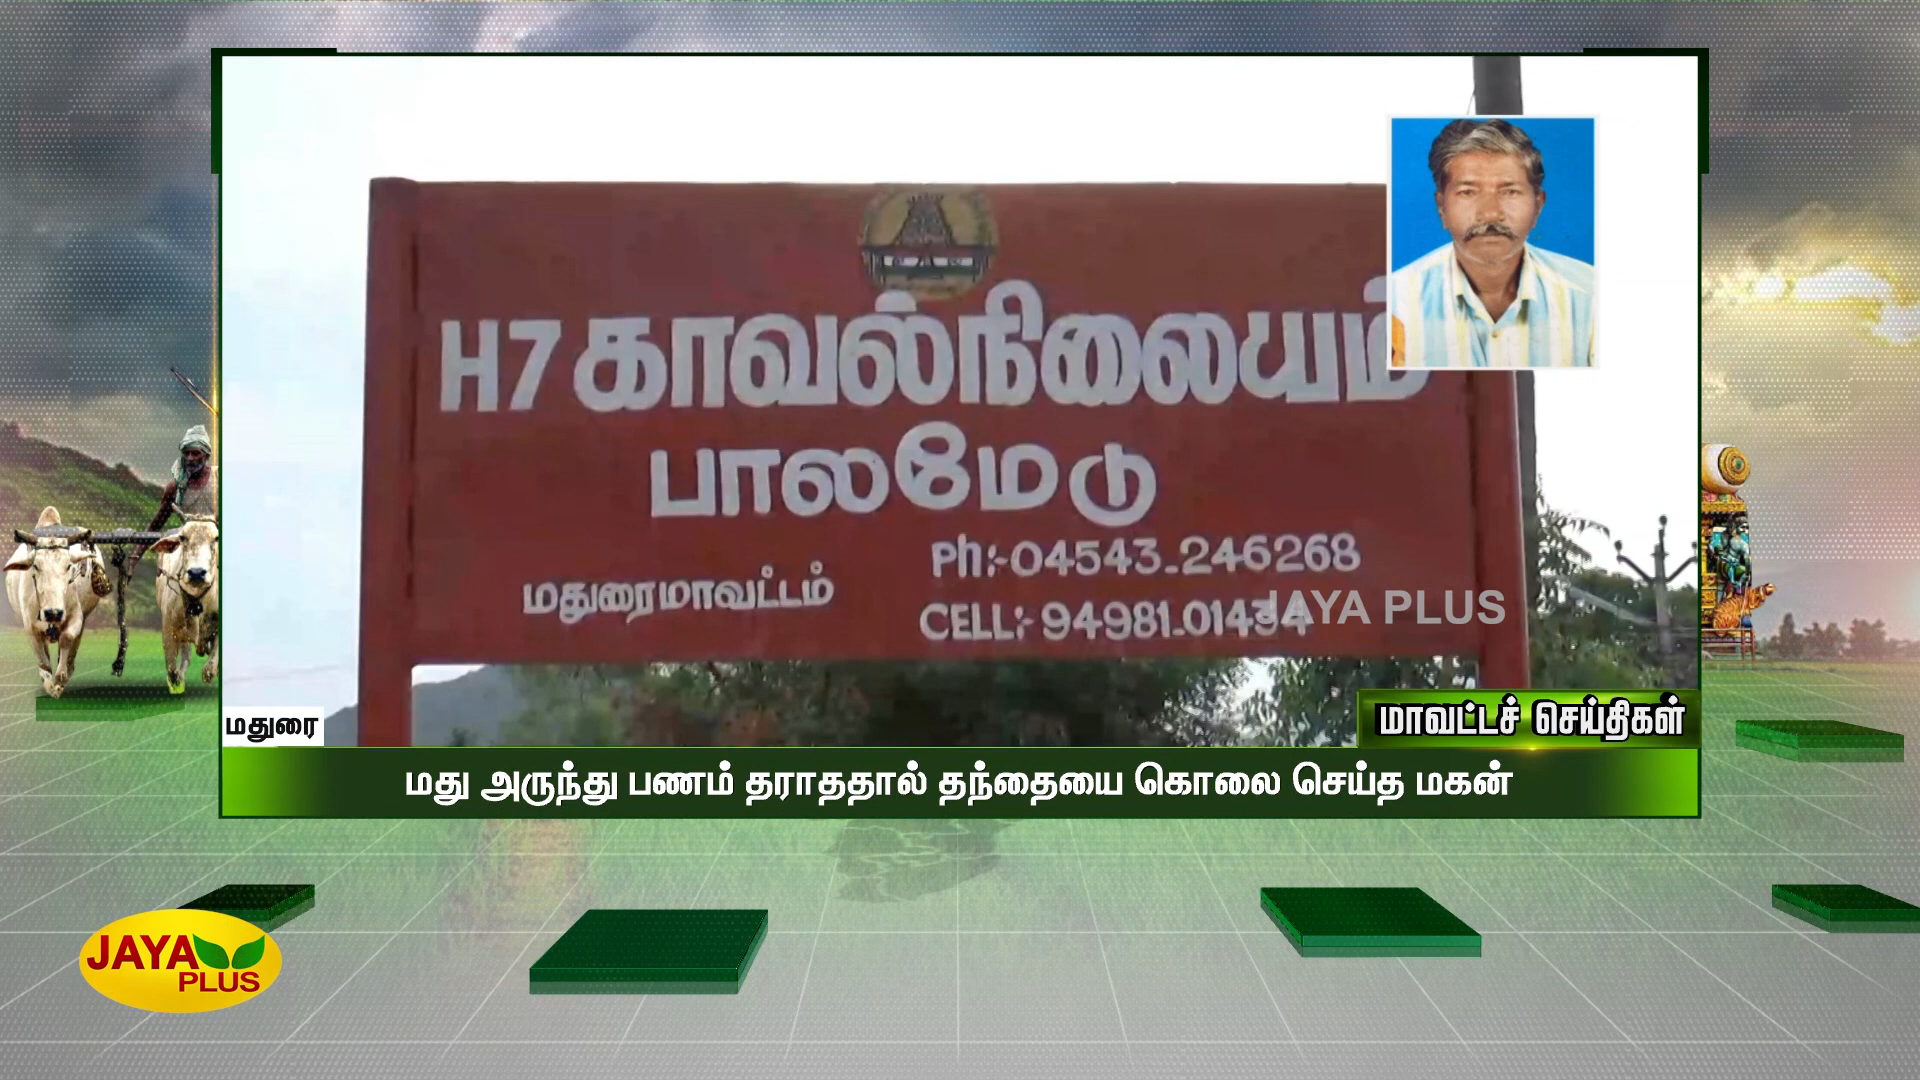 H7 காவல்நிலையம்
பாலமேடு
மதுரைமாவட்டம்
Ph:-04543-246268
CELL:-94981-01434
JAYA PLUS
மதுரை
மாவட்டச் செய்திகள்
மது அருந்து பணம் தராததால் தந்தையை கொலை செய்த மகன்
JAYA
PLUS